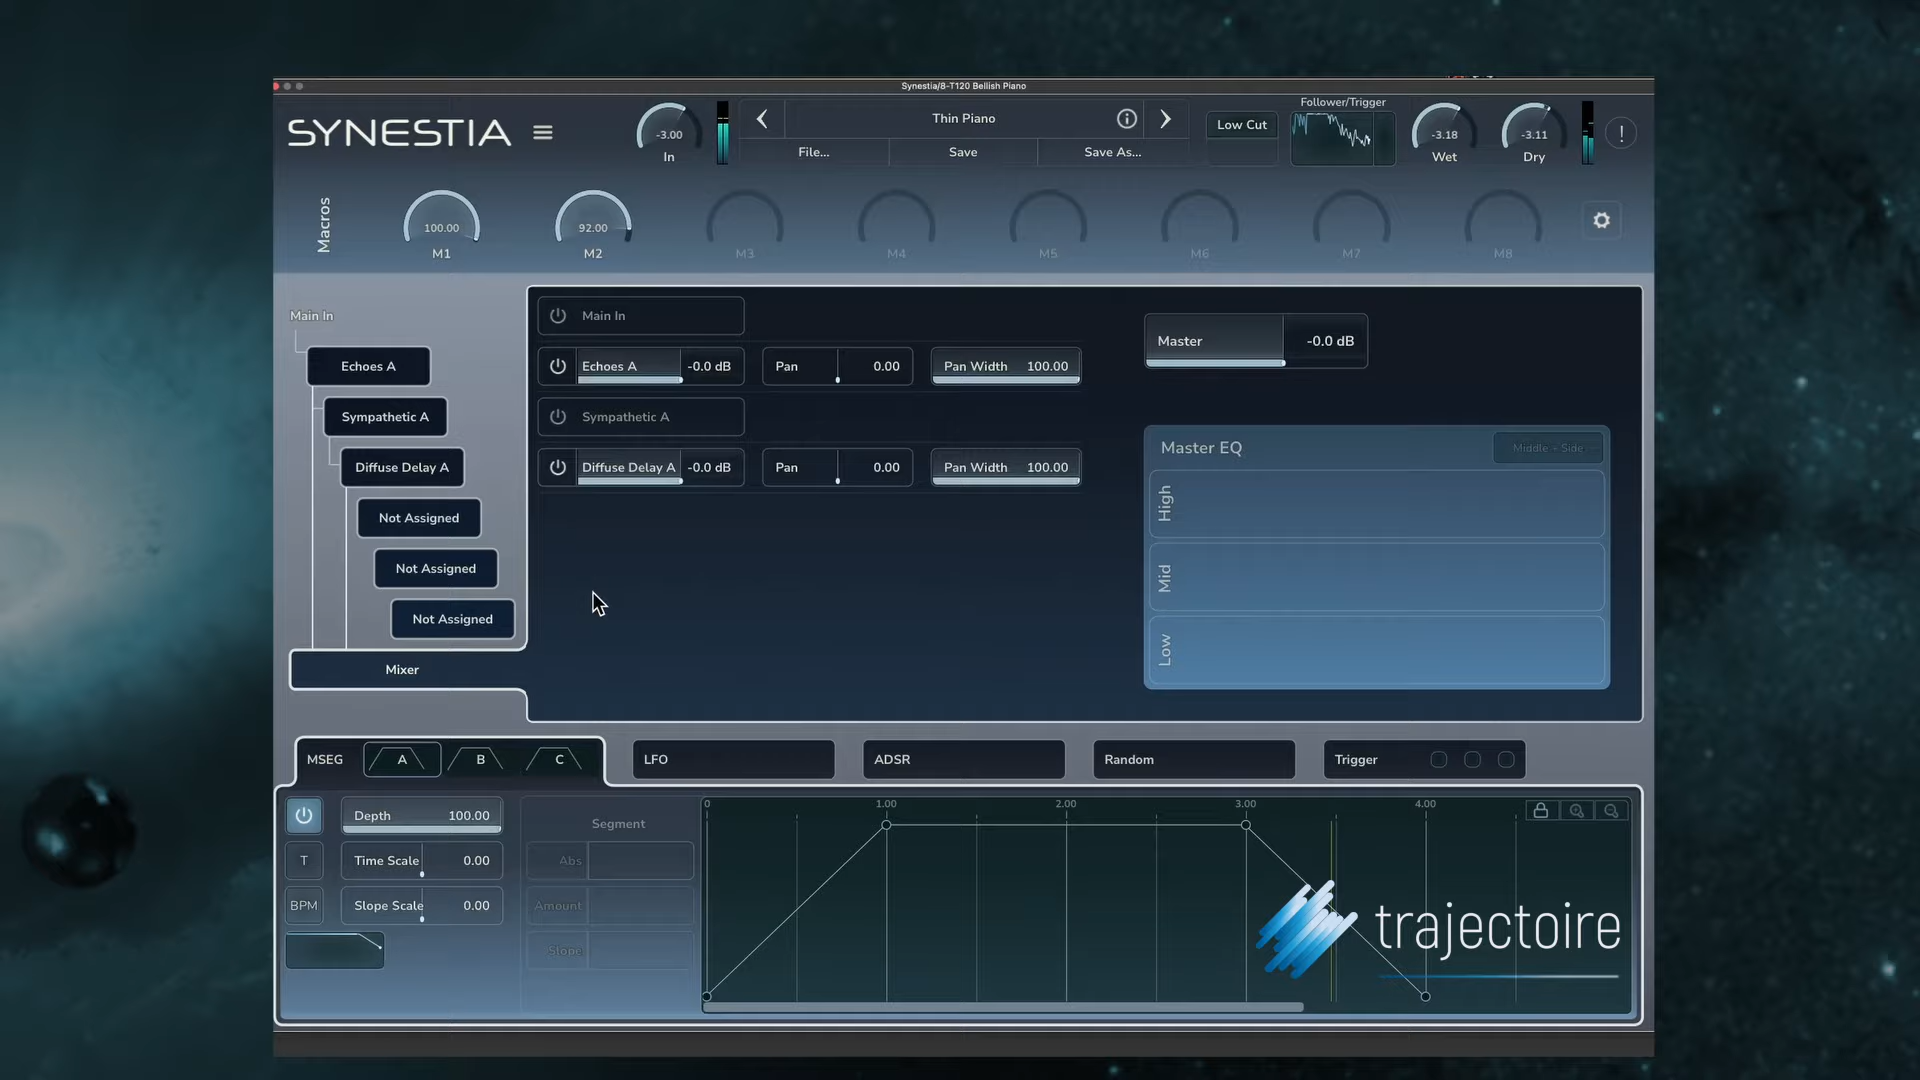 Synestia/8-T120 Bellish Piano
SYNESTIA
-3.00
In
Thin Piano
File...
Save
Save As...
Low Cut
Follower/Trigger
-3.18
Wet
-3.11
Dry
!
Macros
100.00
M1
92.00
M2
M3
M4
M5
M6
M7
M8
Main In
Echoes A
Sympathetic A
Diffuse Delay A
Not Assigned
Not Assigned
Not Assigned
Mixer
Main In
Echoes A -0.0 dB Pan 0.00 Pan Width 100.00
Sympathetic A
Diffuse Delay A -0.0 dB Pan 0.00 Pan Width 100.00
Master -0.0 dB
Master EQ
Middle - Side
High
Mid
Low
MSEG A B C
LFO
ADSR
Random
Trigger
Depth 100.00
T
Time Scale 0.00
BPM
Slope Scale 0.00
Segment
Abs
Amount
Slope
0 1.00 2.00 3.00 4.00
trajectoire